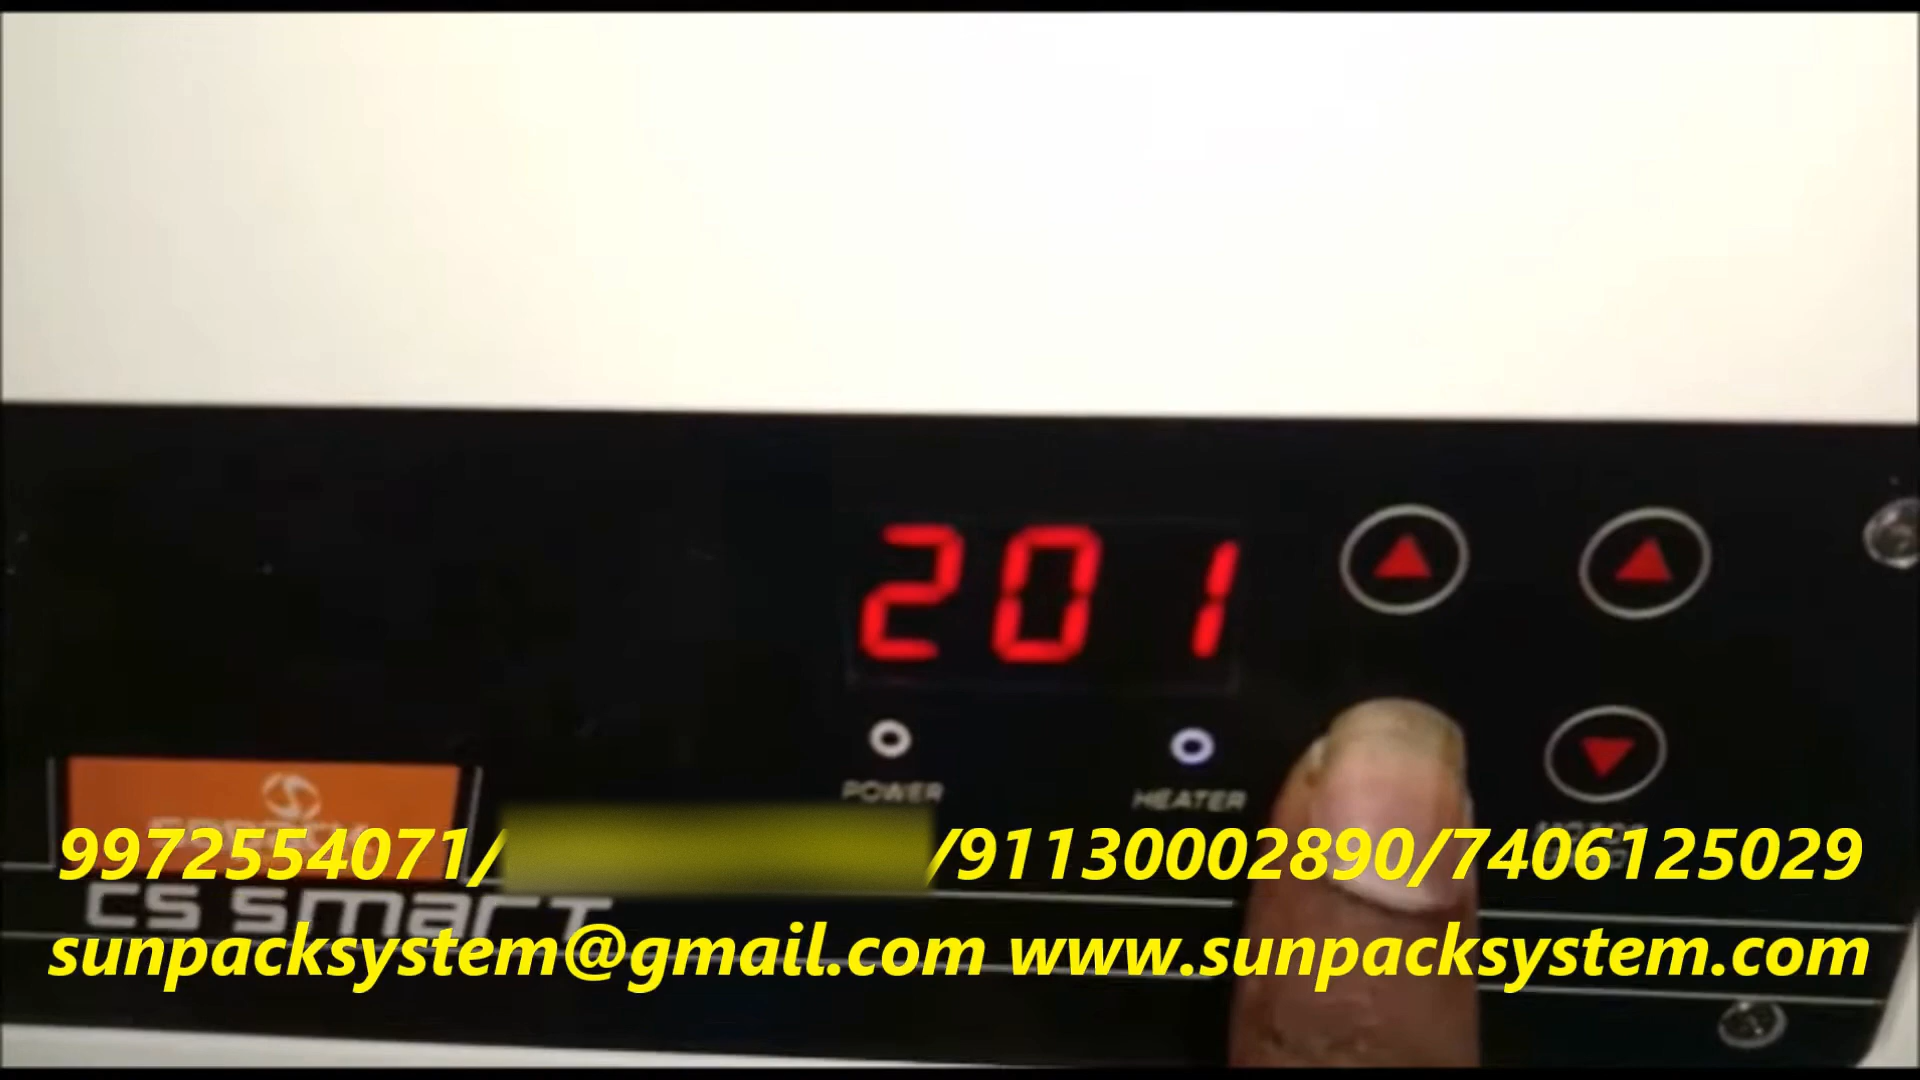 201
POWER
HEATER
cs smart
9972554071/ /91130002890/7406125029
sunpacksystem@gmail.com www.sunpacksystem.com